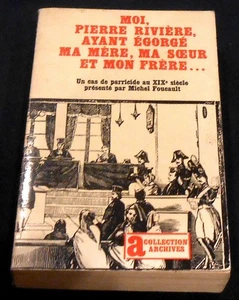 MOI,
PIERRE RIVIÈRE,
AYANT ÉGORGÉ
MA MÈRE, MA SŒUR
ET MON FRÈRE...
Un cas de parricide au XIXe siècle
présenté par Michel Foucault
a COLLECTION
ARCHIVES